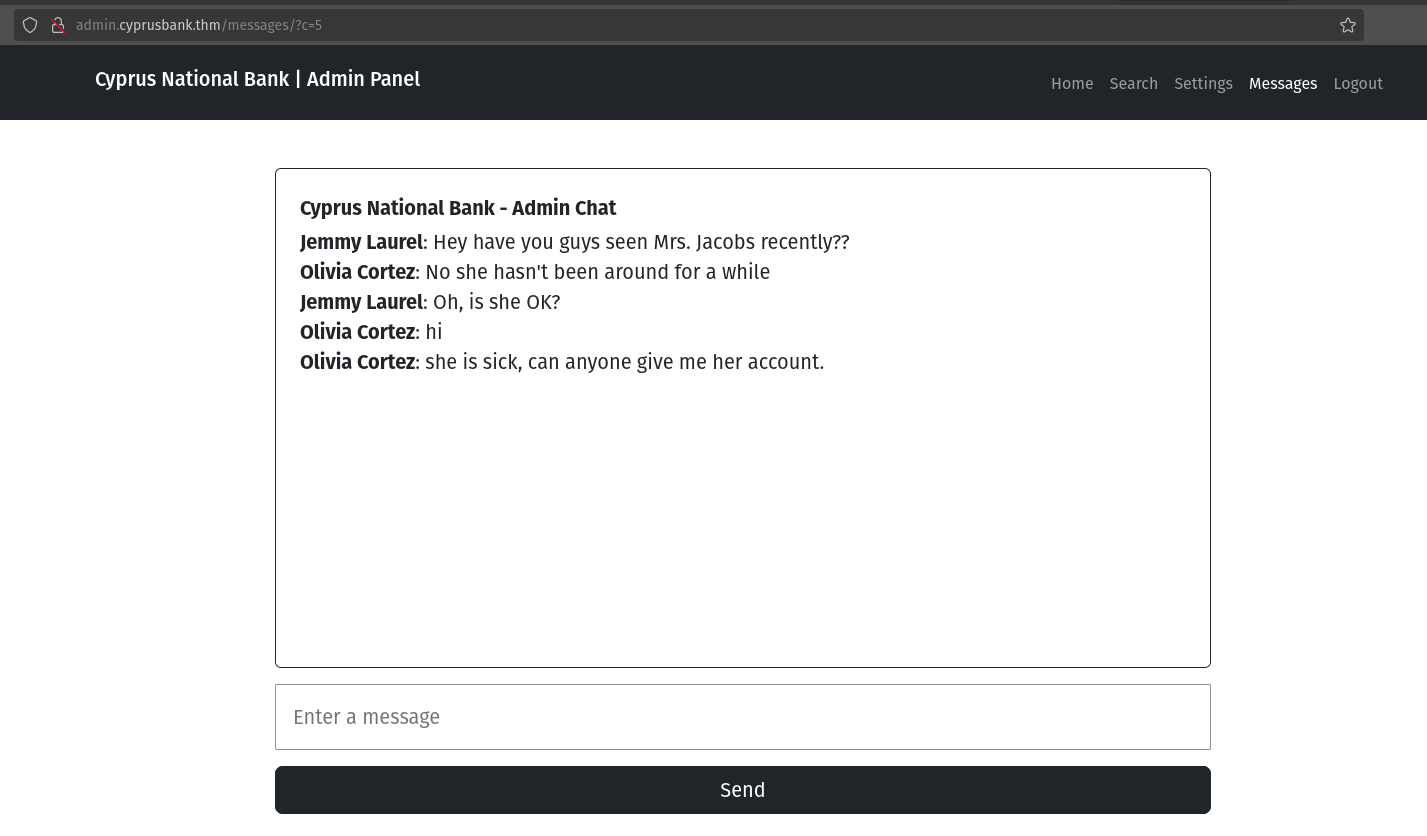 admin.cyprusbank.thm/messages/?c=5
Cyprus National Bank | Admin Panel
Home Search Settings Messages Logout
Cyprus National Bank - Admin Chat
Jemmy Laurel: Hey have you guys seen Mrs. Jacobs recently??
Olivia Cortez: No she hasn't been around for a while
Jemmy Laurel: Oh, is she OK?
Olivia Cortez: hi
Olivia Cortez: she is sick, can anyone give me her account.
Enter a message
Send